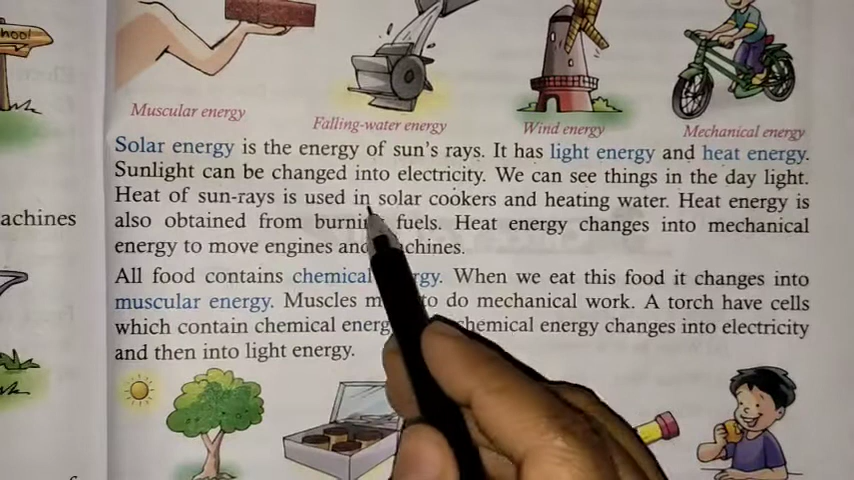 hool
Muscular energy
Falling-water energy
Wind energy
Mechanical energy
Solar energy is the energy of sun's rays. It has light energy and heat energy.
Sunlight can be changed into electricity. We can see things in the day light.
Heat of sun-rays is used in solar cookers and heating water. Heat energy is
also obtained from fuels. Heat energy changes into mechanical
energy to move engines and
achines
All food contains chemical When we eat this food it changes into
muscular energy. Muscles to do mechanical work. A torch have cells
which contain chemical chemical energy changes into electricity
and then into light energy.